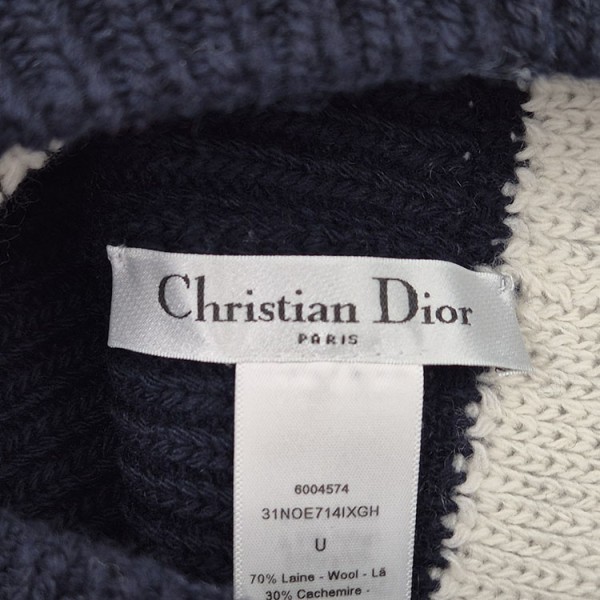 Christian Dior
PARIS
6004574
31NOE714IXGH
U
70% Laine - Wool - Lã
30% Cachemire -